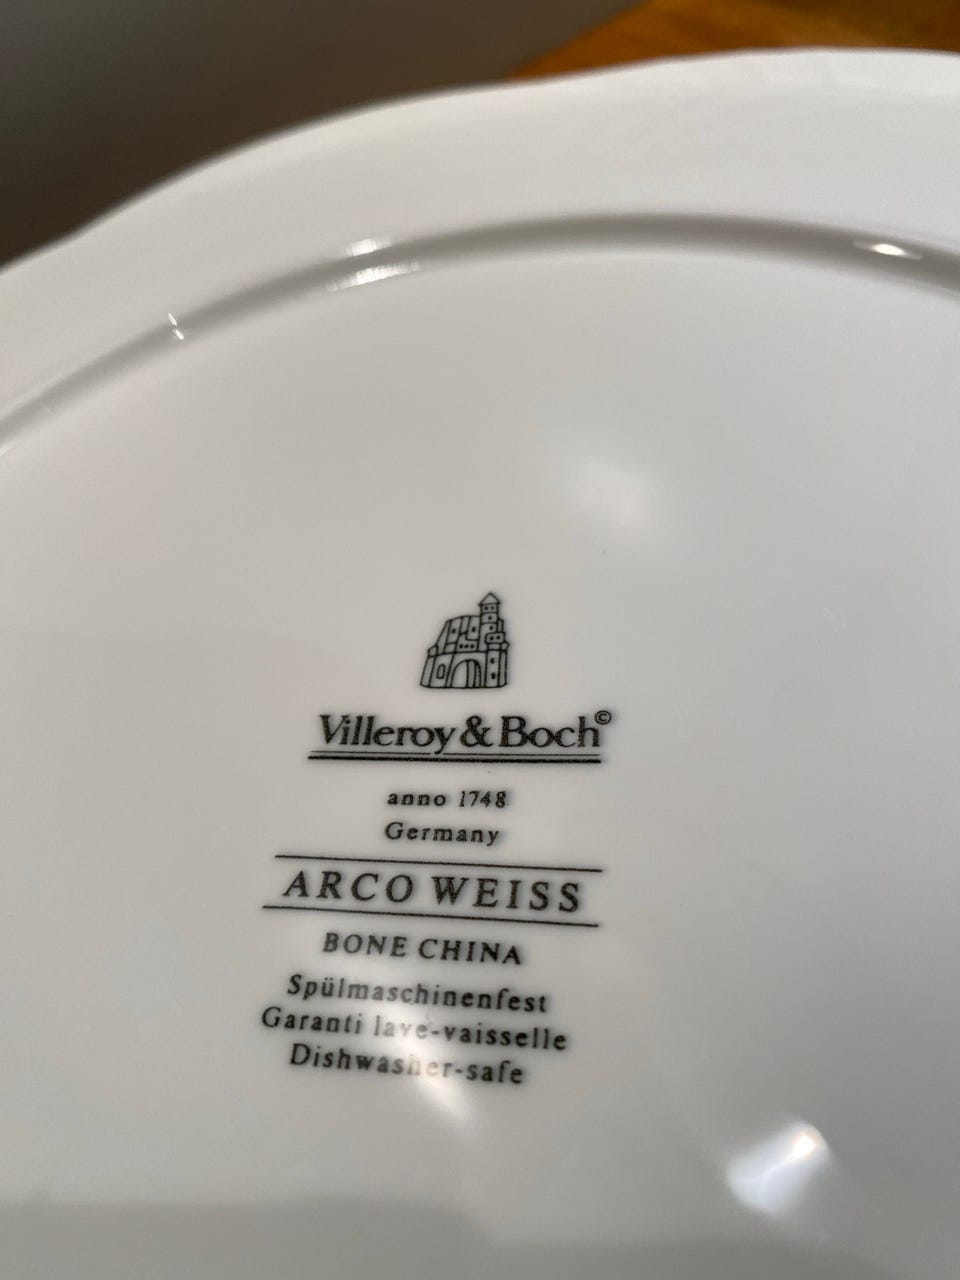 Villeroy & Boch©
anno 1748
Germany
ARCO WEISS
BONE CHINA
Spülmaschinenfest
Garanti lave-vaisselle
Dishwasher-safe